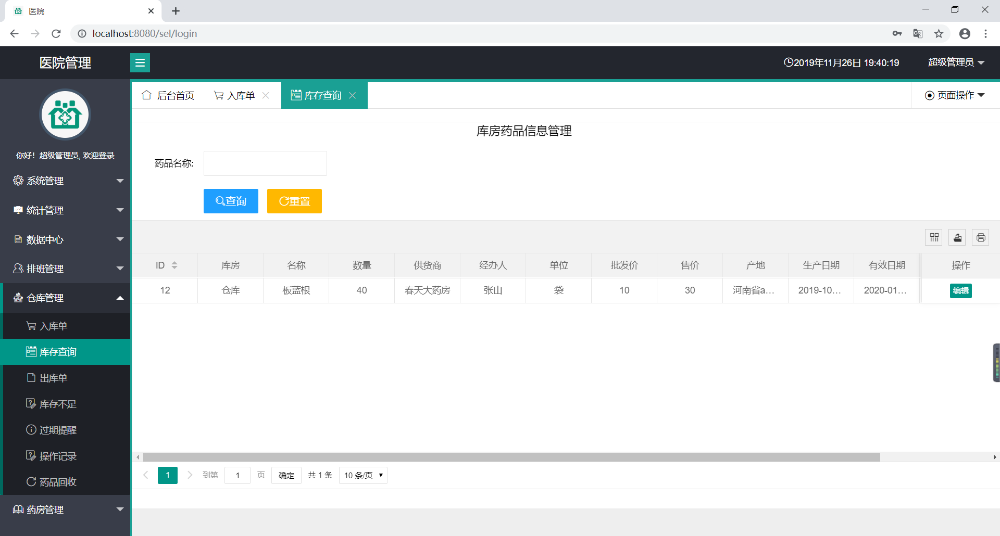 医院
localhost:8080/sel/login
医院管理
2019年11月26日 19:40:19
超级管理员
后台首页
入库单
库存查询
页面操作
你好！超级管理员, 欢迎登录
系统管理
统计管理
数据中心
排班管理
仓库管理
入库单
库存查询
出库单
库存不足
过期提醒
操作记录
药品回收
药房管理
库房药品信息管理
药品名称:
查询 重置
ID 库房 名称 数量 供货商 经办人 单位 批发价 售价 产地 生产日期 有效日期 操作
12 仓库 板蓝根 40 春天大药房 张山 袋 10 30 河南省a... 2019-10... 2020-01... 编辑
1 到第 1 页 确定 共 1 条 10 条/页